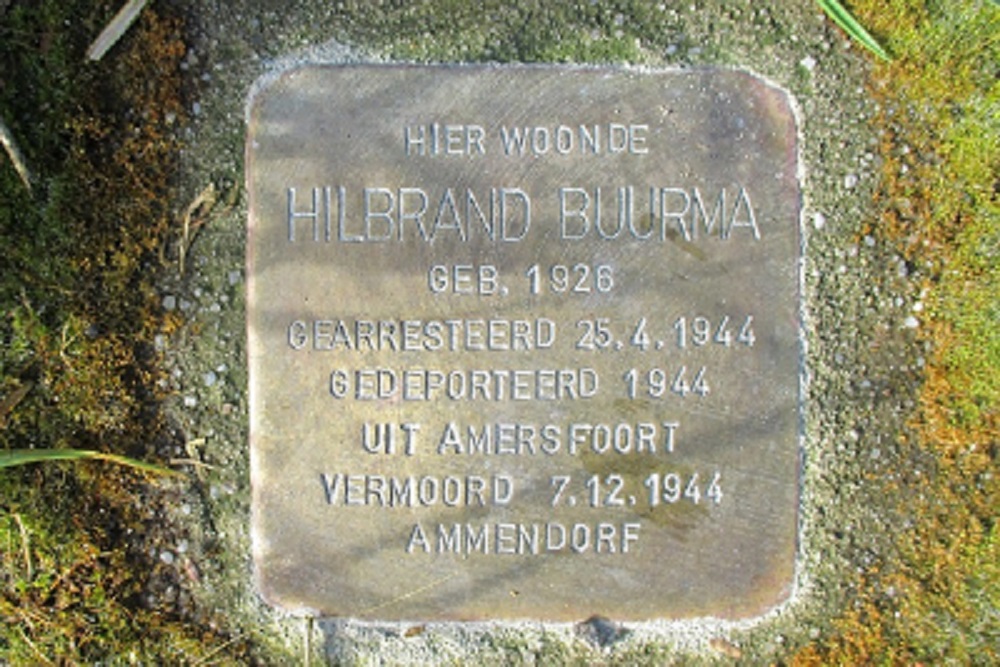 HIER WOONDE
HILBRAND BUURMA
GEB. 1926
GEARRESTEERD 25.4.1944
GEDEPORTEERD 1944
UIT AMERSFOORT
VERMOORD 7.12.1944
AMMENDORF